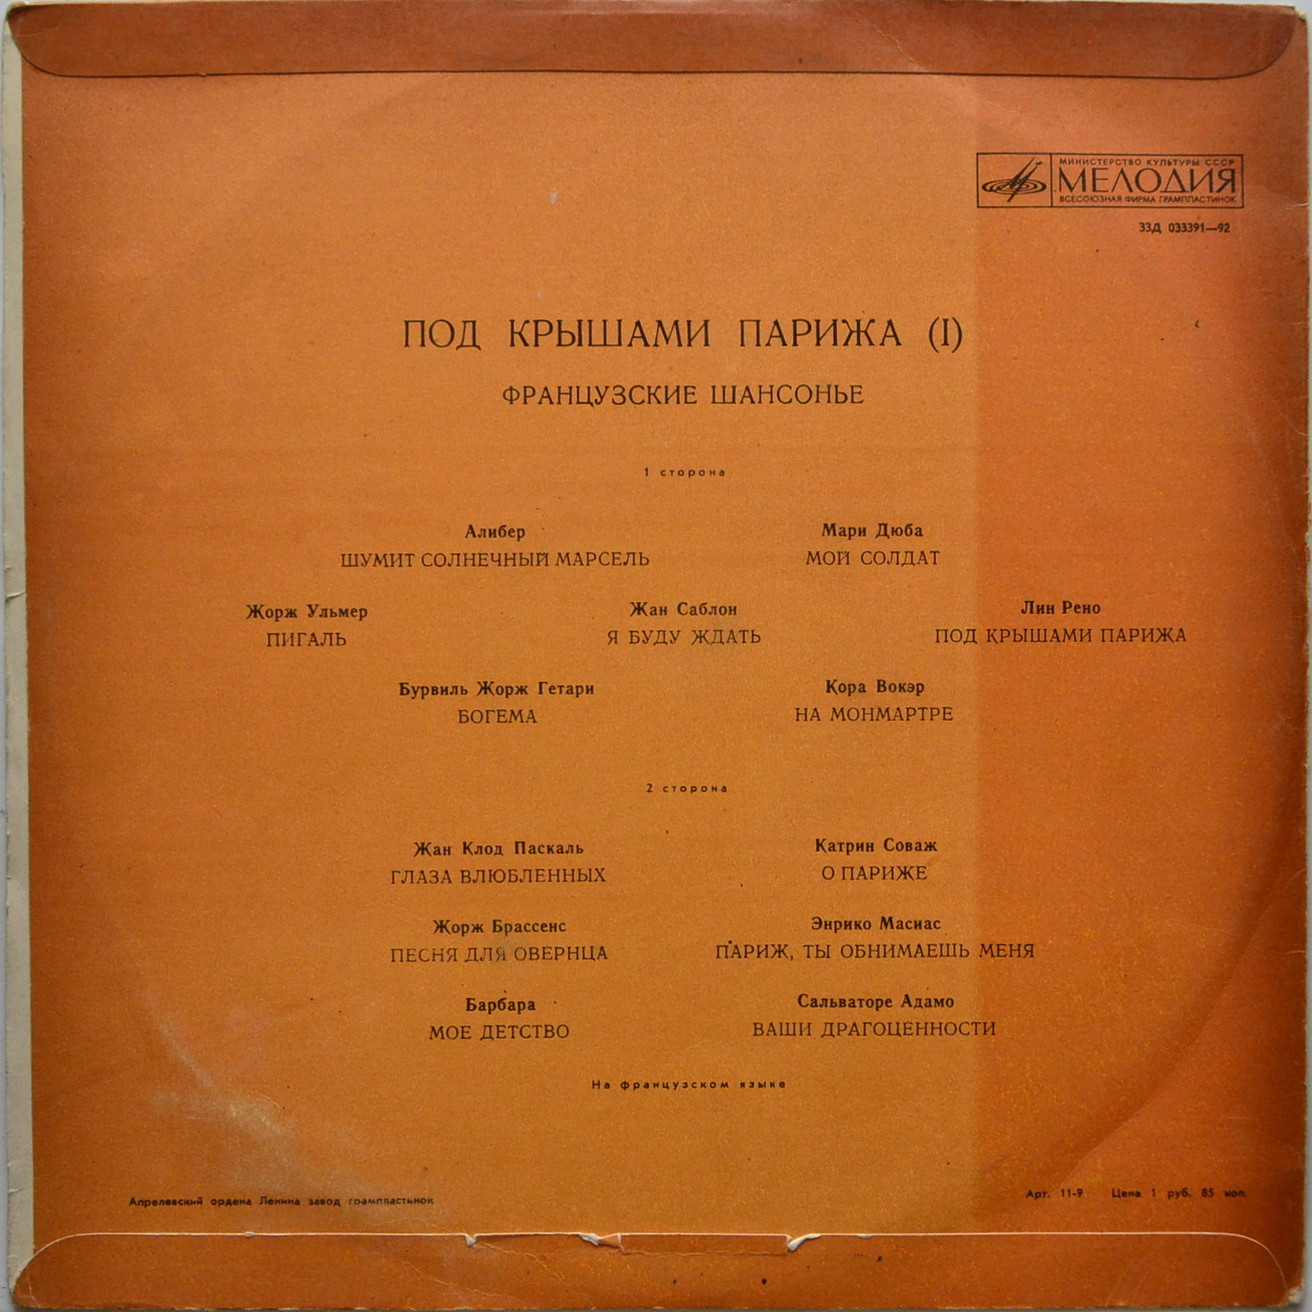 МИНИСТЕРСТВО КУЛЬТУРЫ СССР
МЕЛОДИЯ
ВСЕСОЮЗНАЯ ФИРМА ГРАМПЛАСТИНОК
33Д 033391—92
ПОД КРЫШАМИ ПАРИЖА (I)
ФРАНЦУЗСКИЕ ШАНСОНЬЕ
1 сторона
Алибер Мари Дюба
ШУМИТ СОЛНЕЧНЫЙ МАРСЕЛЬ МОЙ СОЛДАТ
Жорж Ульмер Жан Саблон Лин Рено
ПИГАЛЬ Я БУДУ ЖДАТЬ ПОД КРЫШАМИ ПАРИЖА
Бурвиль Жорж Гетари Кора Вокэр
БОГЕМА НА МОНМАРТРЕ
2 сторона
Жан Клод Паскаль Катрин Соваж
ГЛАЗА ВЛЮБЛЕННЫХ О ПАРИЖЕ
Жорж Брассенс Энрико Масиас
ПЕСНЯ ДЛЯ ОВЕРНЦА ПАРИЖ, ТЫ ОБНИМАЕШЬ МЕНЯ
Барбара Сальваторе Адамо
МОЕ ДЕТСТВО ВАШИ ДРАГОЦЕННОСТИ
На французском языке
Апрелевский ордена Ленина завод грампластинок
Арт. 11-9 Цена 1 руб. 85 коп.